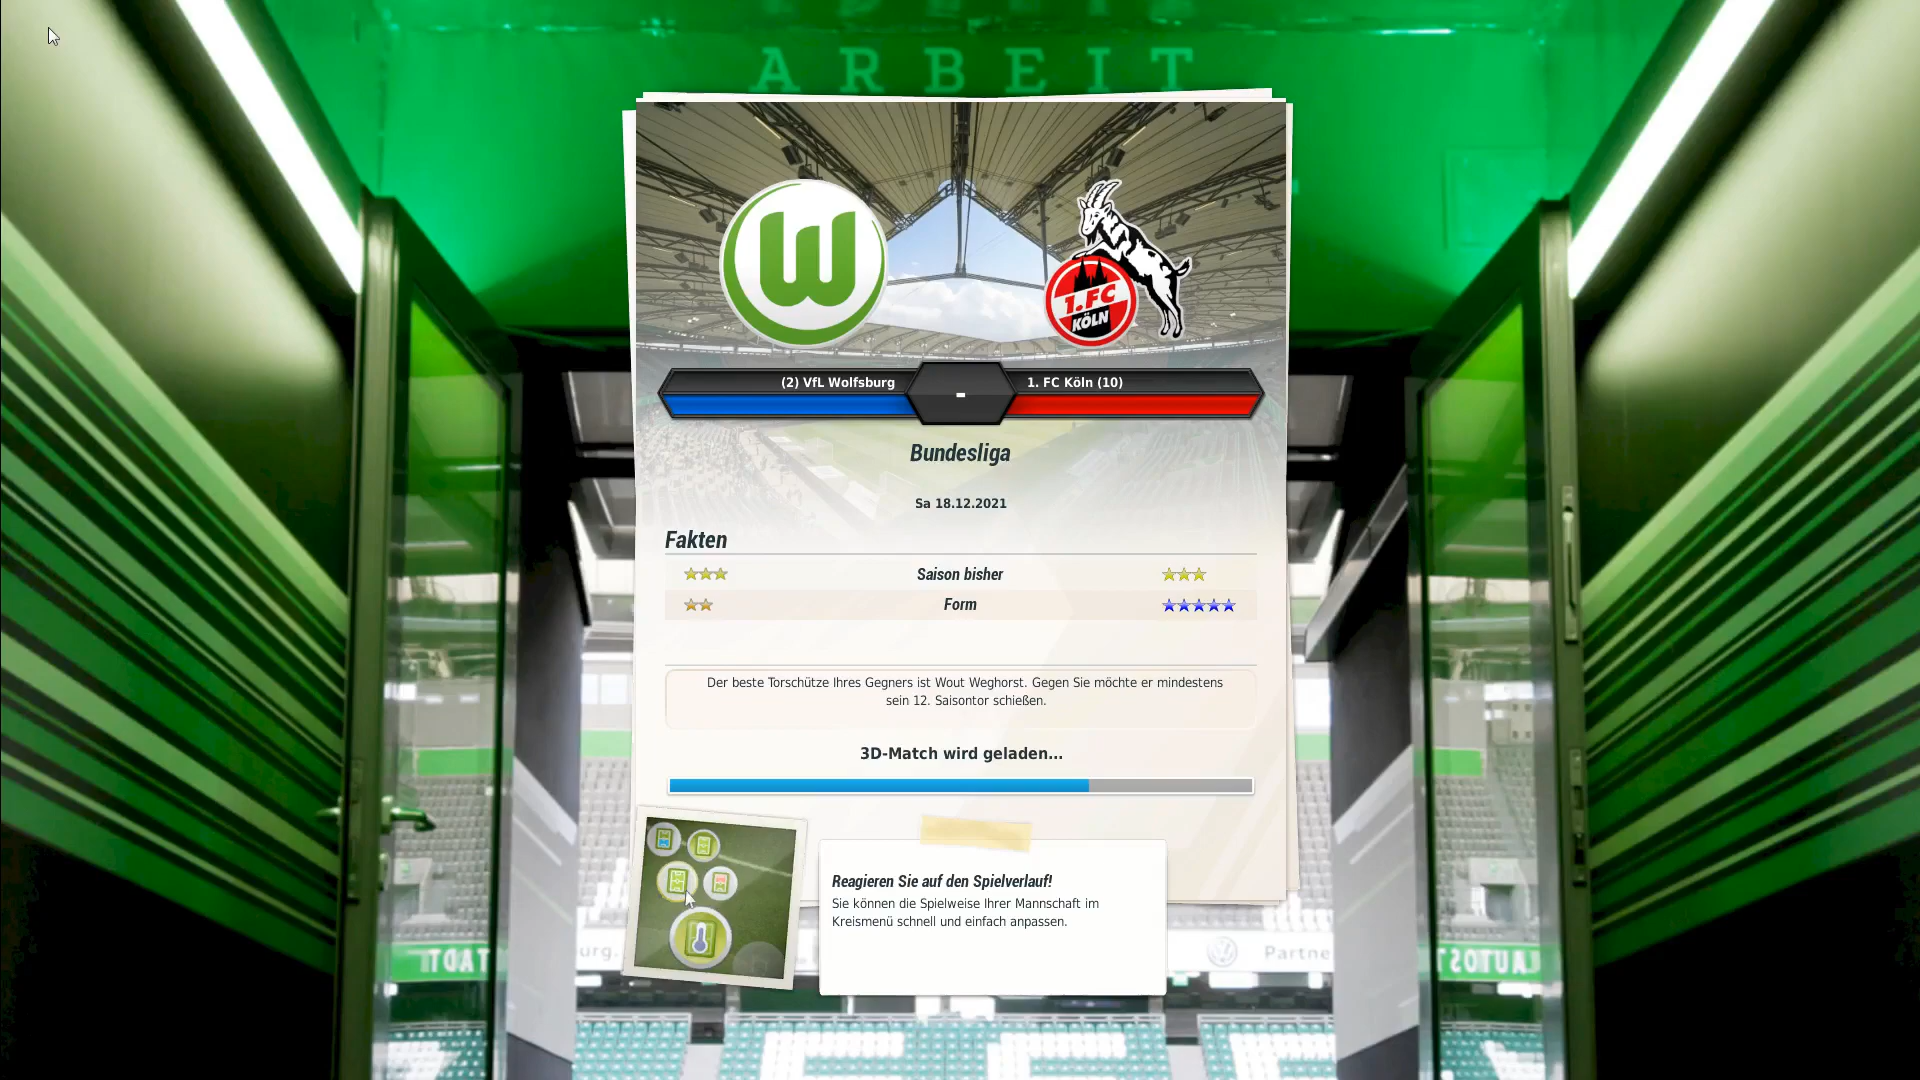 ARBEIT
1. FC
KÖLN
(2) VfL Wolfsburg
-
1. FC Köln (10)
Bundesliga
Sa 18.12.2021
Fakten
Saison bisher
Form
Der beste Torschütze Ihres Gegners ist Wout Weghorst. Gegen Sie möchte er mindestens
sein 12. Saisontor schießen.
3D-Match wird geladen...
Reagieren Sie auf den Spielverlauf!
Sie können die Spielweise Ihrer Mannschaft im
Kreismenü schnell und einfach anpassen.
urg.
Partne